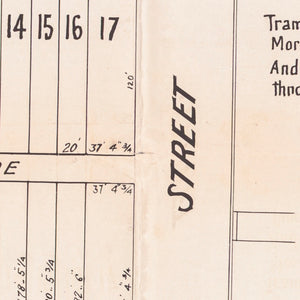 14 15 16 17
120'
20' 37' 4" 3/4
STREET
E
37' 4" 3/4
Tram
Mor
And
thro